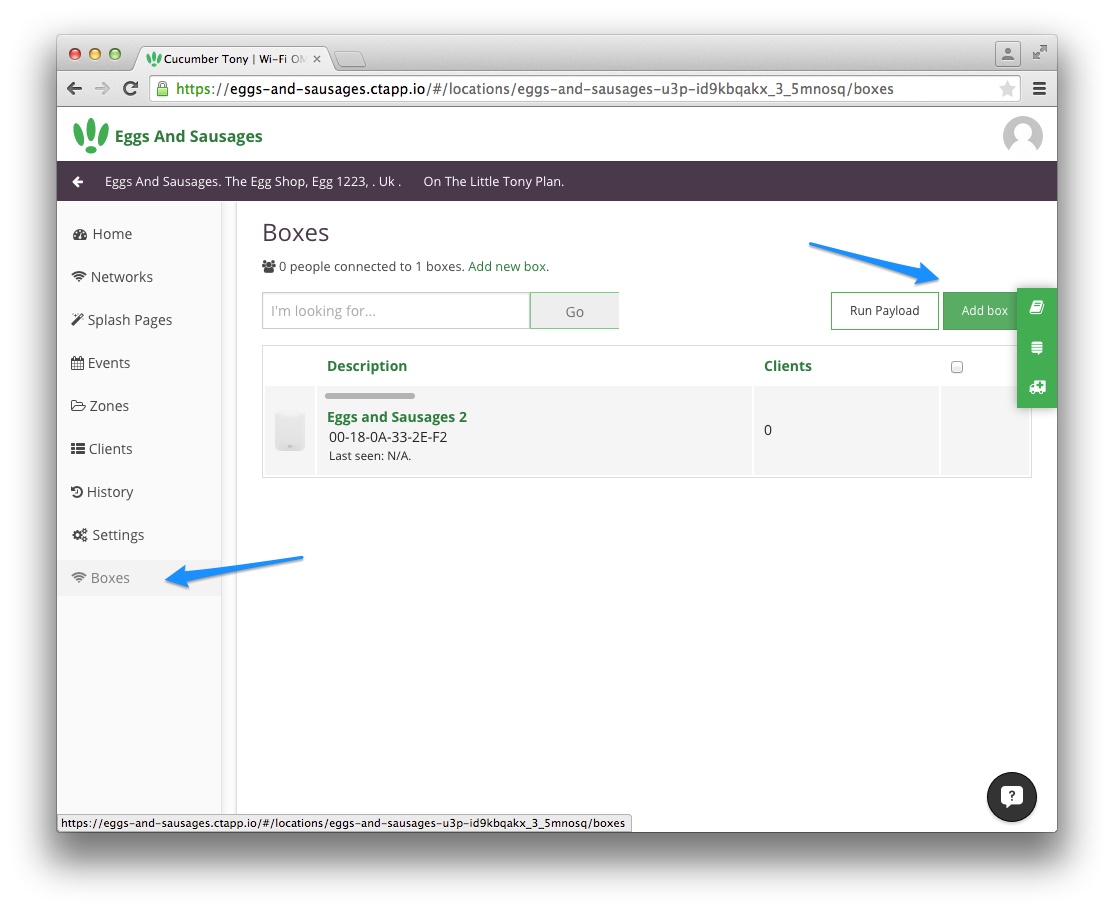 Cucumber Tony | Wi-Fi
https://eggs-and-sausages.ctapp.io/#/locations/eggs-and-sausages-u3p-id9kbqakx_3_5mnosq/boxes
Eggs And Sausages
Eggs And Sausages. The Egg Shop, Egg 1223, . Uk . On The Little Tony Plan.
Home
Networks
Splash Pages
Events
Zones
Clients
History
Settings
Boxes
Boxes
0 people connected to 1 boxes. Add new box.
I'm looking for...
Go
Run Payload
Add box
Description
Clients
Eggs and Sausages 2
00-18-0A-33-2E-F2
Last seen: N/A.
0
?
https://eggs-and-sausages.ctapp.io/#/locations/eggs-and-sausages-u3p-id9kbqakx_3_5mnosq/boxes